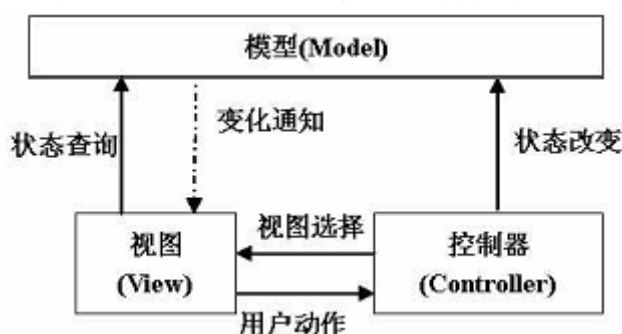 模型(Model)
状态查询
变化通知
状态改变
视图
(View)
视图选择
控制器
(Controller)
用户动作